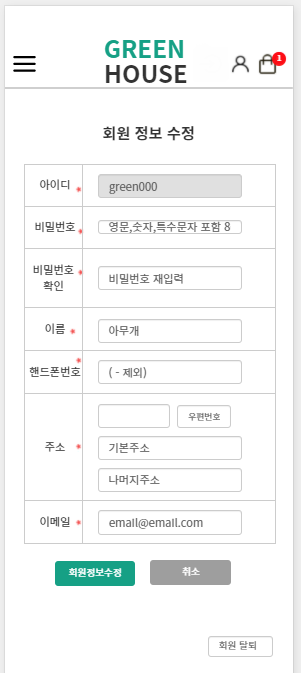 GREEN
HOUSE
1
회원 정보 수정
아이디 *
green000
비밀번호 *
영문,숫자,특수문자 포함 8
비밀번호 *
확인
비밀번호 재입력
이름 *
아무개
*
핸드폰번호
( - 제외)
우편번호
주소 *
기본주소
나머지주소
이메일 *
email@email.com
회원정보수정
취소
회원 탈퇴